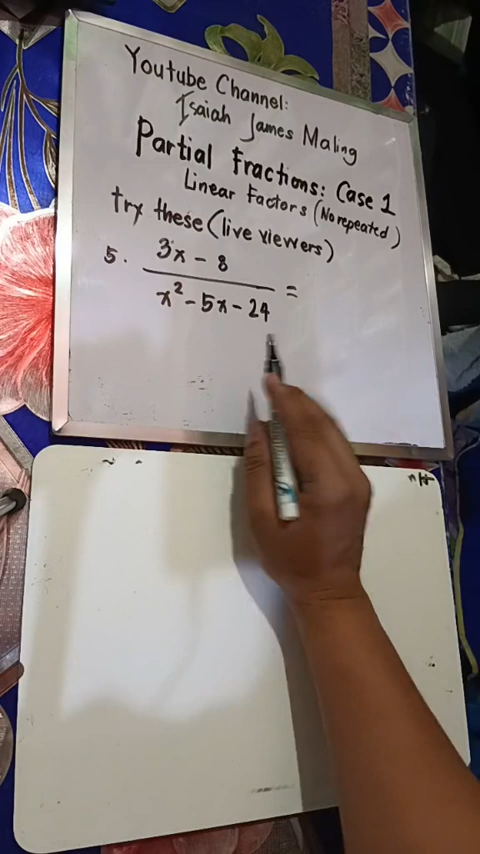 Youtube Channel:
Isaiah James Maling
Partial Fractions: Case 1
Linear Factors (No repeated)
try these (live viewers)
5. 3x - 8
x² - 5x - 24 =